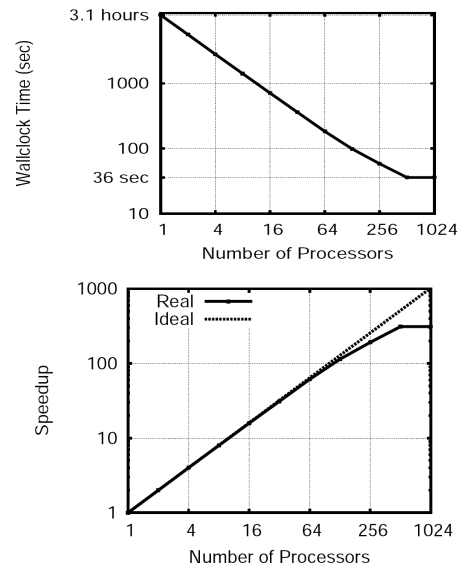 3.1 hours
1000
100
36 sec
10
Wallclock Time (sec)
1 4 16 64 256 1024
Number of Processors
1000
100
10
1
Speedup
Real
Ideal
1 4 16 64 256 1024
Number of Processors